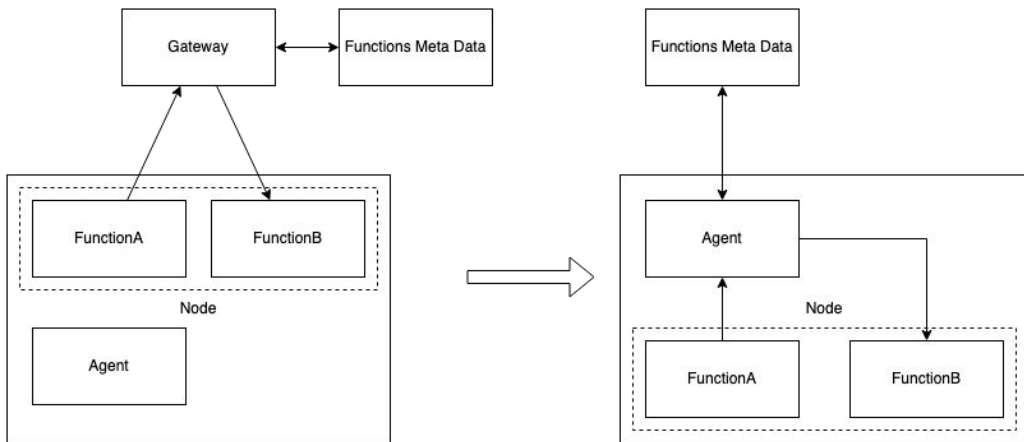 Gateway
Functions Meta Data
FunctionA
FunctionB
Node
Agent
Functions Meta Data
Agent
Node
FunctionA
FunctionB